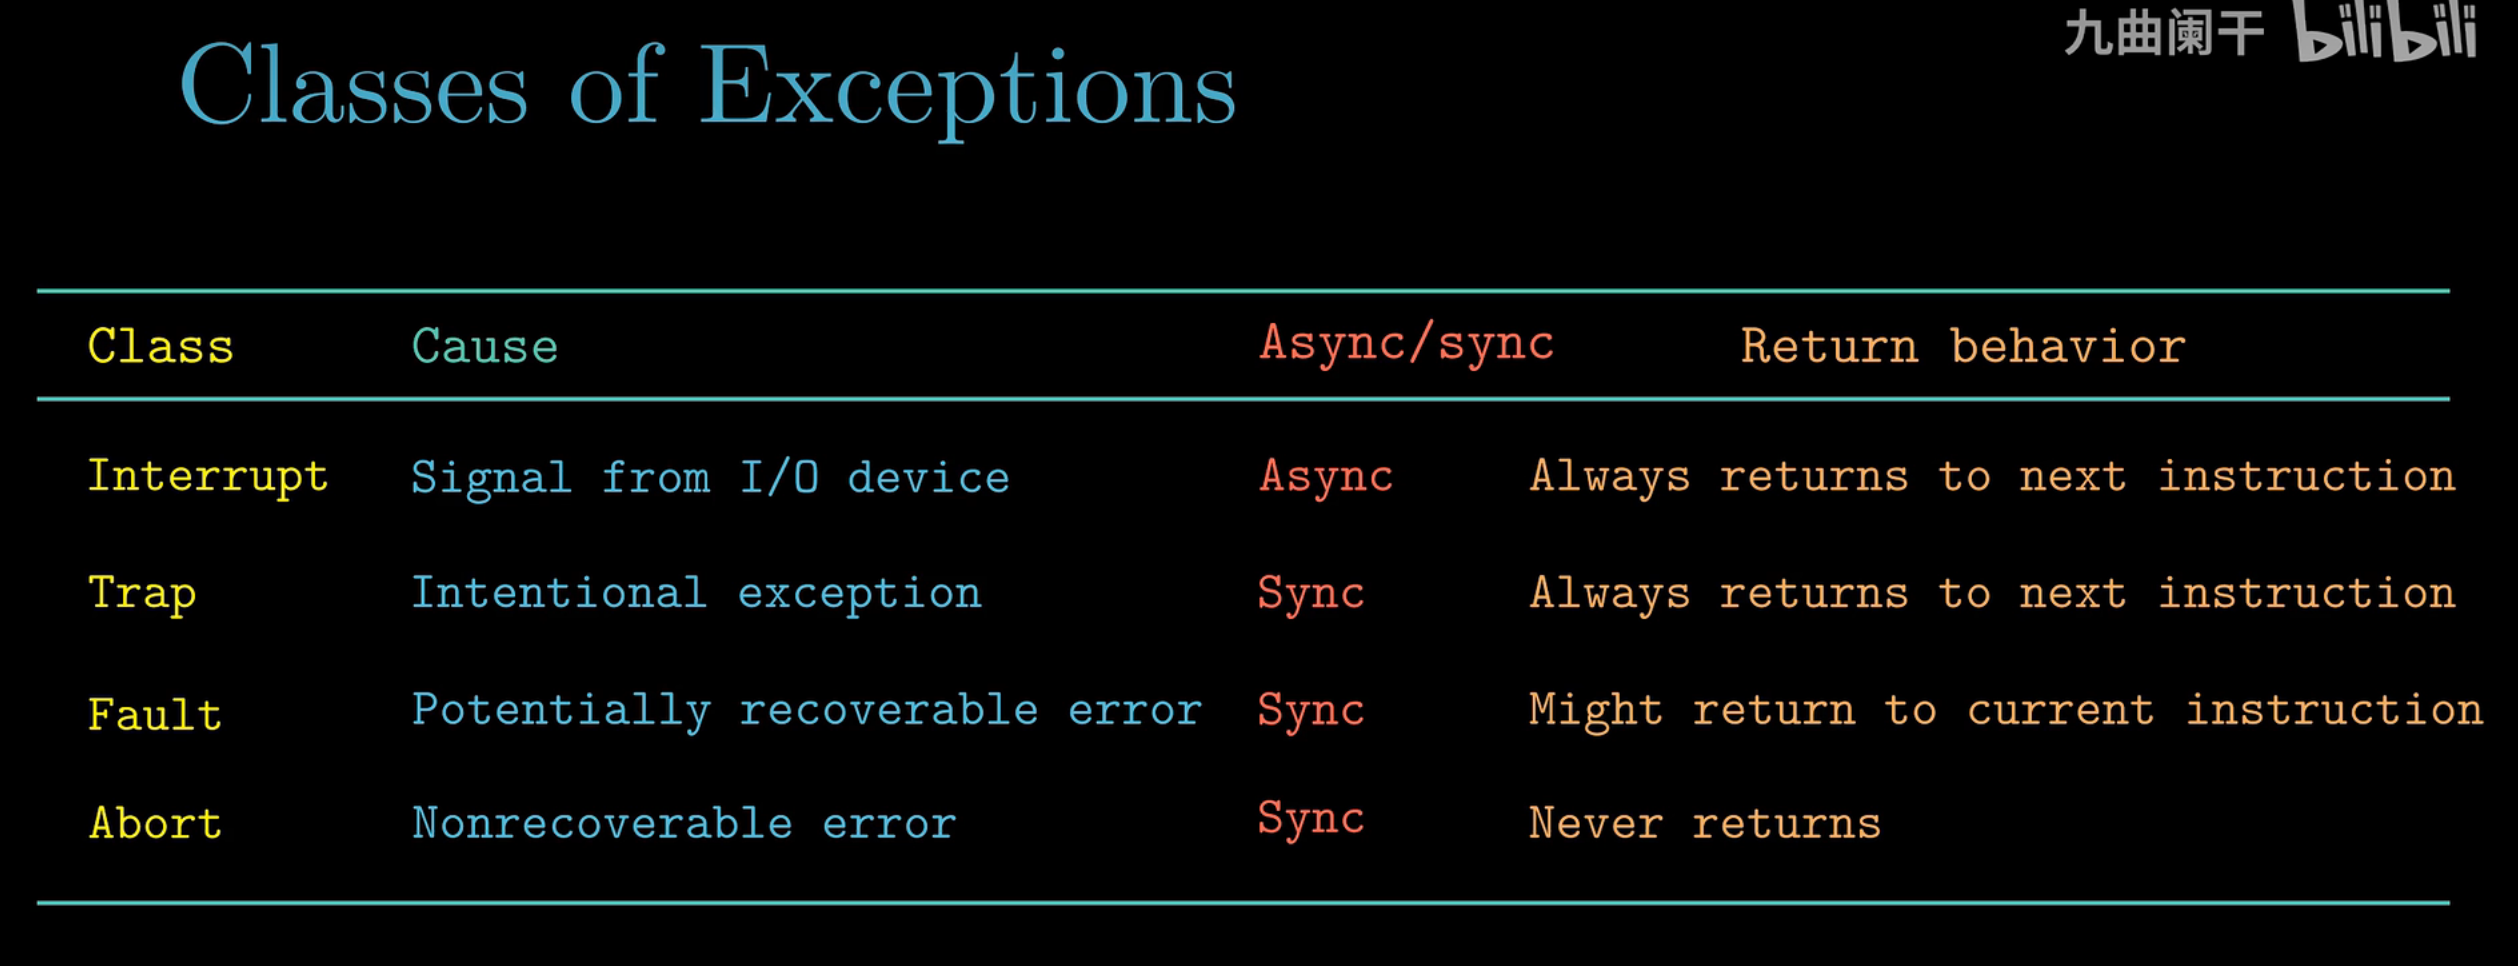 九曲阑干 bilibili
Classes of Exceptions
Class Cause Async/sync Return behavior
Interrupt Signal from I/O device Async Always returns to next instruction
Trap Intentional exception Sync Always returns to next instruction
Fault Potentially recoverable error Sync Might return to current instruction
Abort Nonrecoverable error Sync Never returns